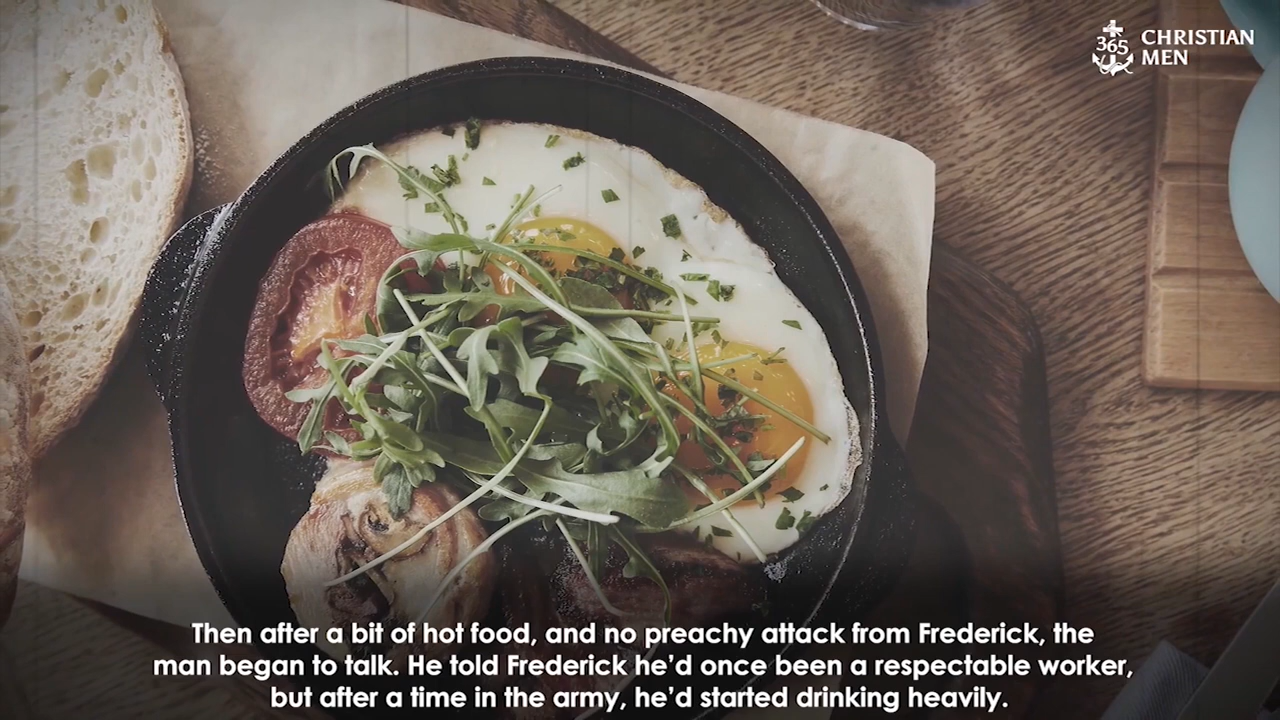 365
CHRISTIAN
MEN
Then after a bit of hot food, and no preachy attack from Frederick, the
man began to talk. He told Frederick he’d once been a respectable worker,
but after a time in the army, he’d started drinking heavily.